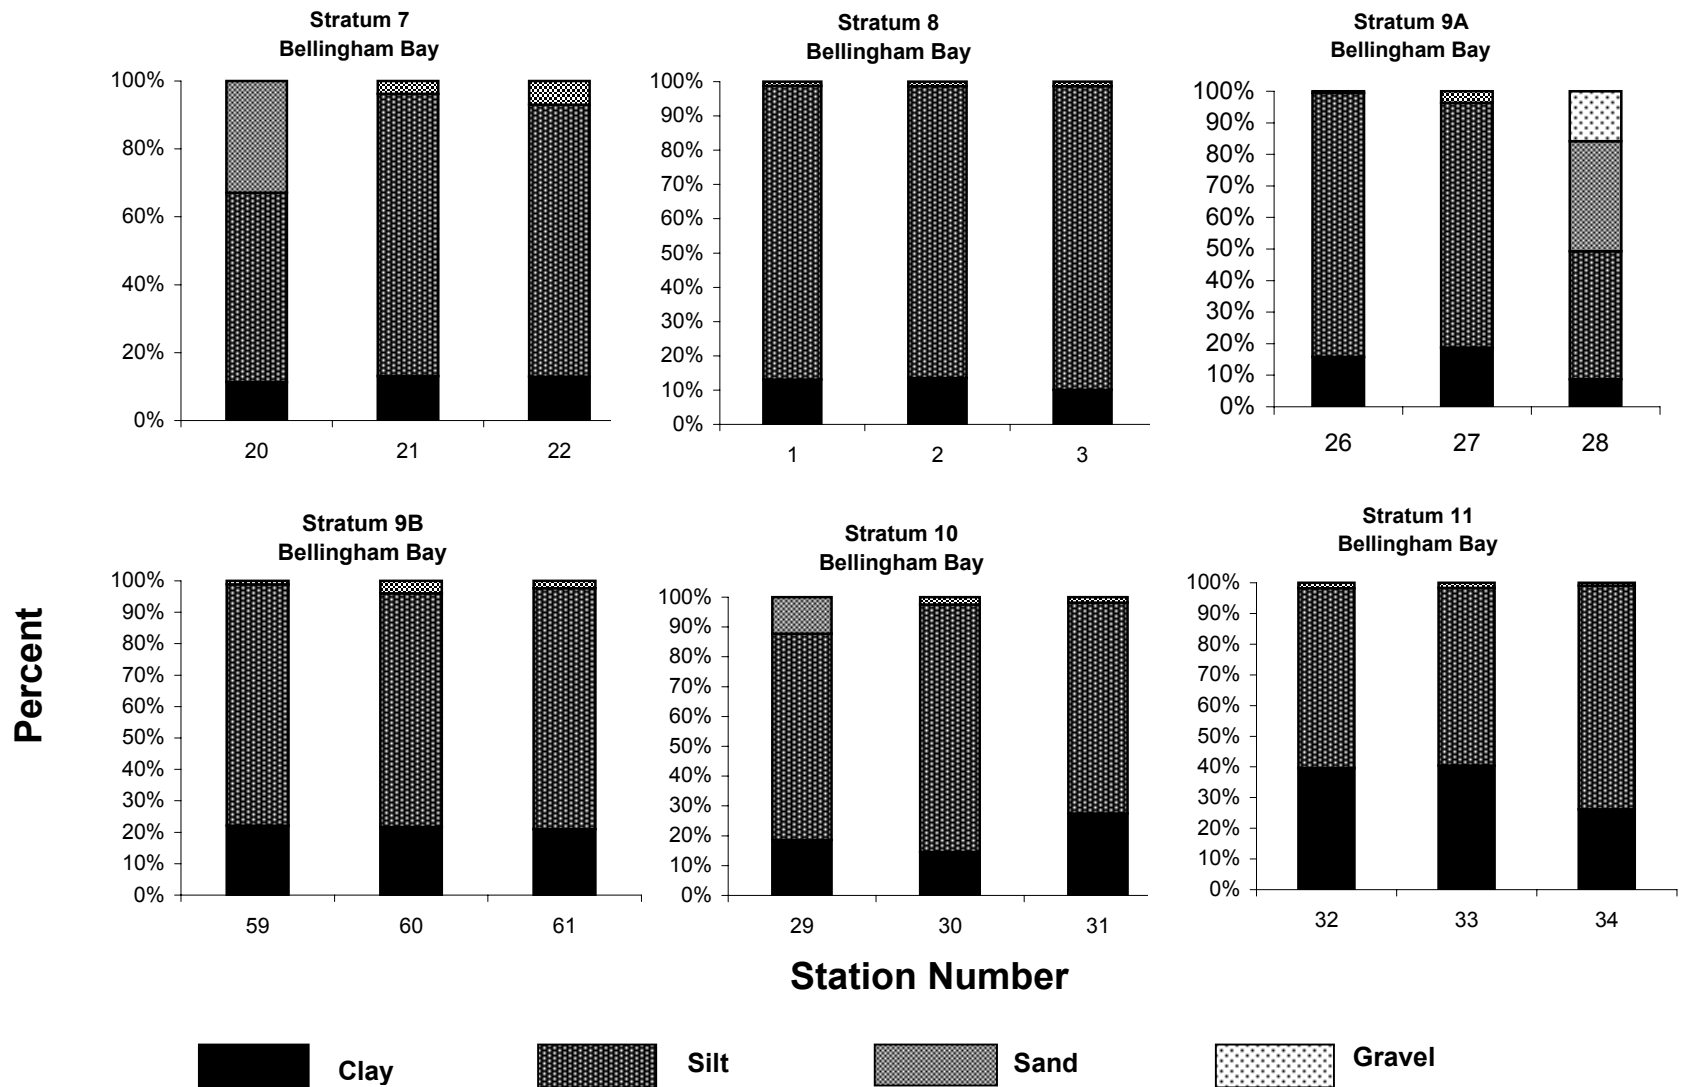 Stratum 7
Bellingham Bay
100%
80%
60%
40%
20%
0%
20 21 22
Stratum 8
Bellingham Bay
100%
90%
80%
70%
60%
50%
40%
30%
20%
10%
0%
1 2 3
Stratum 9A
Bellingham Bay
100%
90%
80%
70%
60%
50%
40%
30%
20%
10%
0%
26 27 28
Percent
Stratum 9B
Bellingham Bay
100%
90%
80%
70%
60%
50%
40%
30%
20%
10%
0%
59 60 61
Stratum 10
Bellingham Bay
100%
90%
80%
70%
60%
50%
40%
30%
20%
10%
0%
29 30 31
Stratum 11
Bellingham Bay
100%
90%
80%
70%
60%
50%
40%
30%
20%
10%
0%
32 33 34
Station Number
Clay Silt Sand Gravel